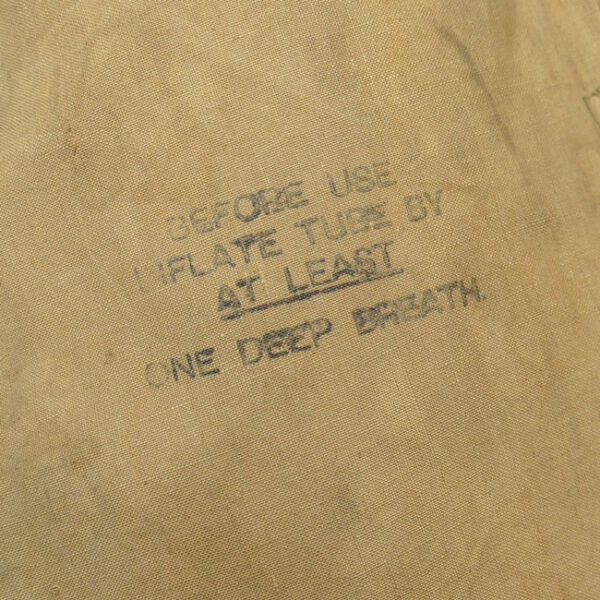 BEFORE USE
INFLATE TUBE BY
AT LEAST
ONE DEEP BREATH.